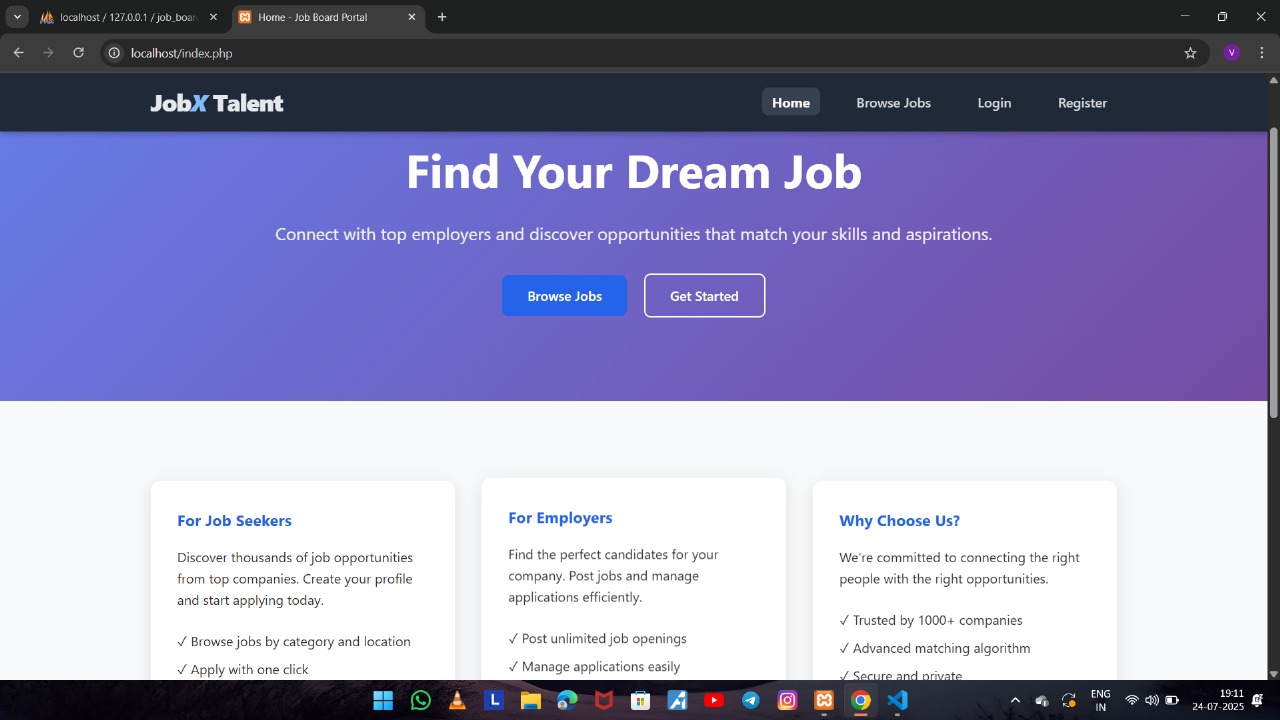 localhost / 127.0.0.1 / job_boar
Home - Job Board Portal
localhost/index.php
V
JobX Talent
Home
Browse Jobs
Login
Register
Find Your Dream Job
Connect with top employers and discover opportunities that match your skills and aspirations.
Browse Jobs
Get Started
For Job Seekers
Discover thousands of job opportunities
from top companies. Create your profile
and start applying today.
✓ Browse jobs by category and location
✓ Apply with one click
For Employers
Find the perfect candidates for your
company. Post jobs and manage
applications efficiently.
✓ Post unlimited job openings
✓ Manage applications easily
Why Choose Us?
We're committed to connecting the right
people with the right opportunities.
✓ Trusted by 1000+ companies
✓ Advanced matching algorithm
✓ Secure and private
L
ENG
IN
19:11
24-07-2025